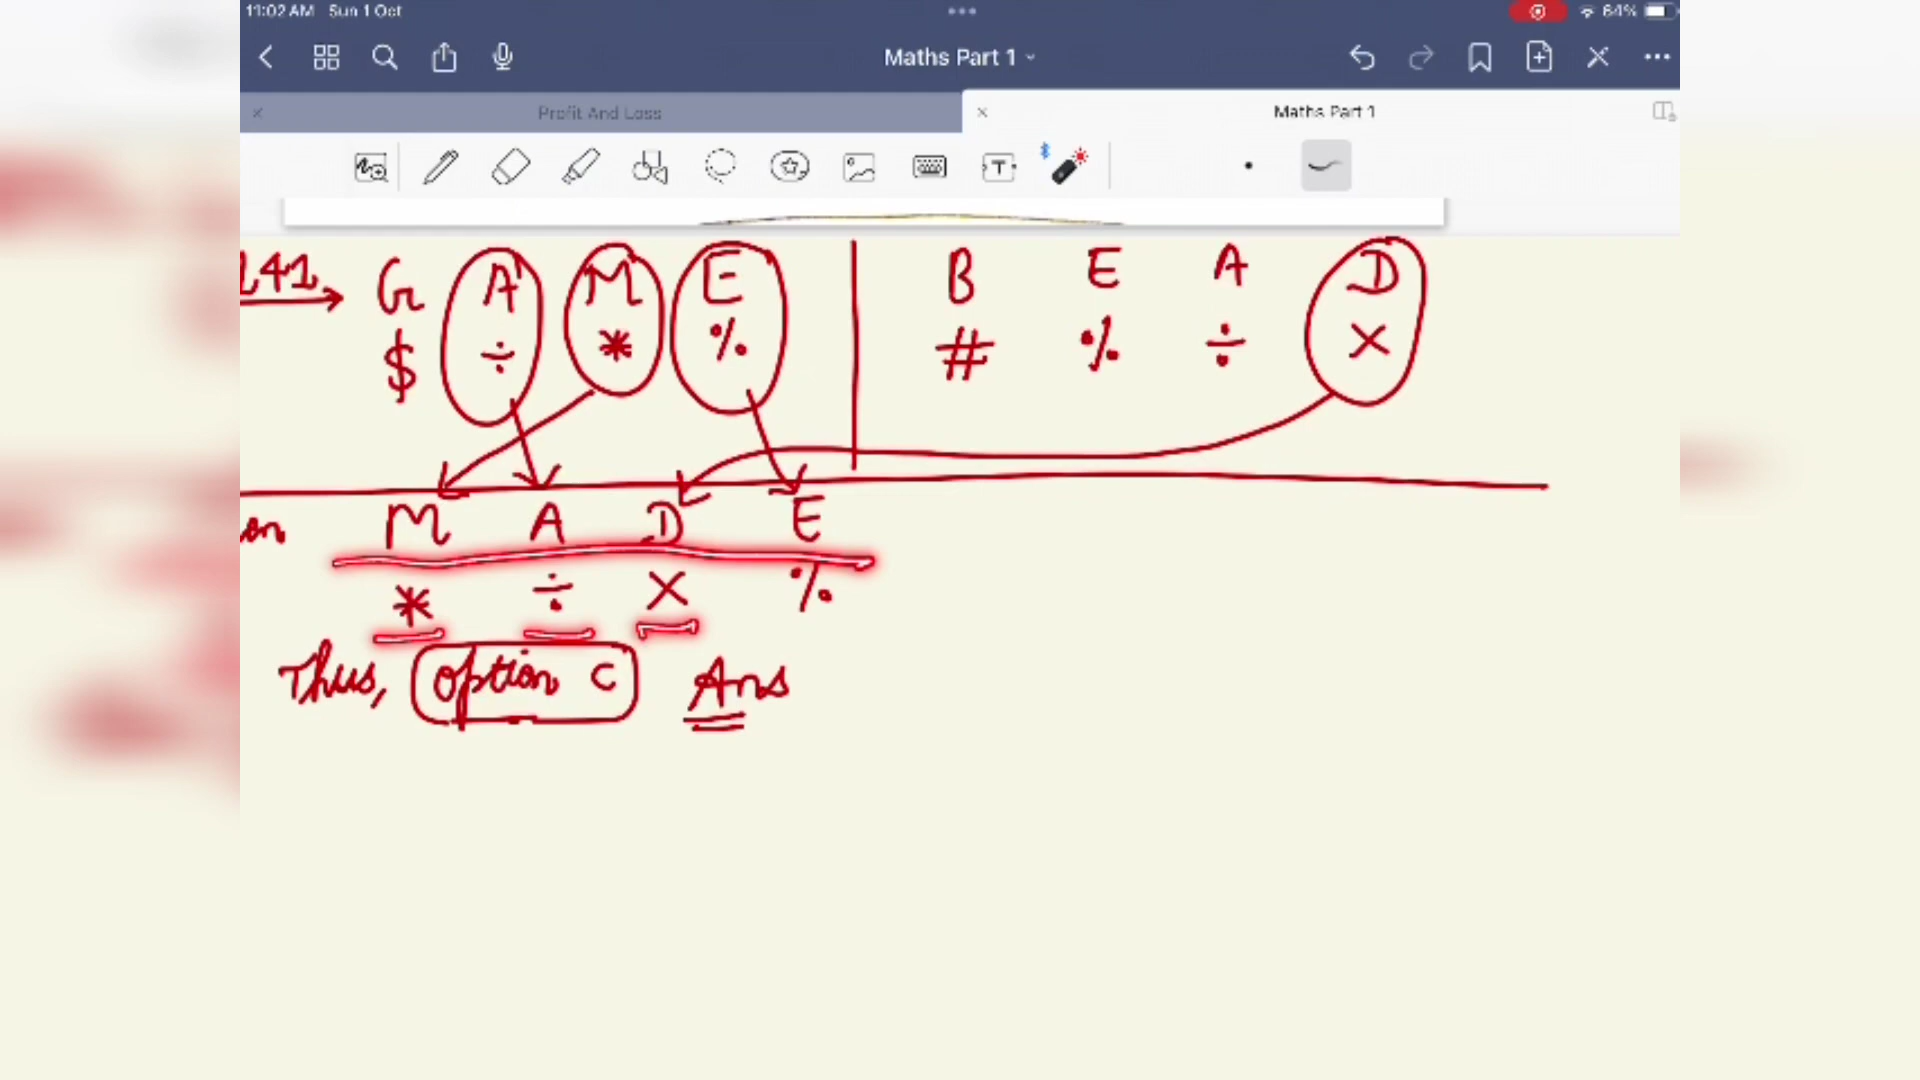 11:02 AM Sun 1 Oct
64%
Maths Part 1
Profit And Loss
Maths Part 1
T
141. G A M E B E A D
$ ÷ * % # % ÷ ×
en M A D E
* ÷ × %
Thus, option C Ans